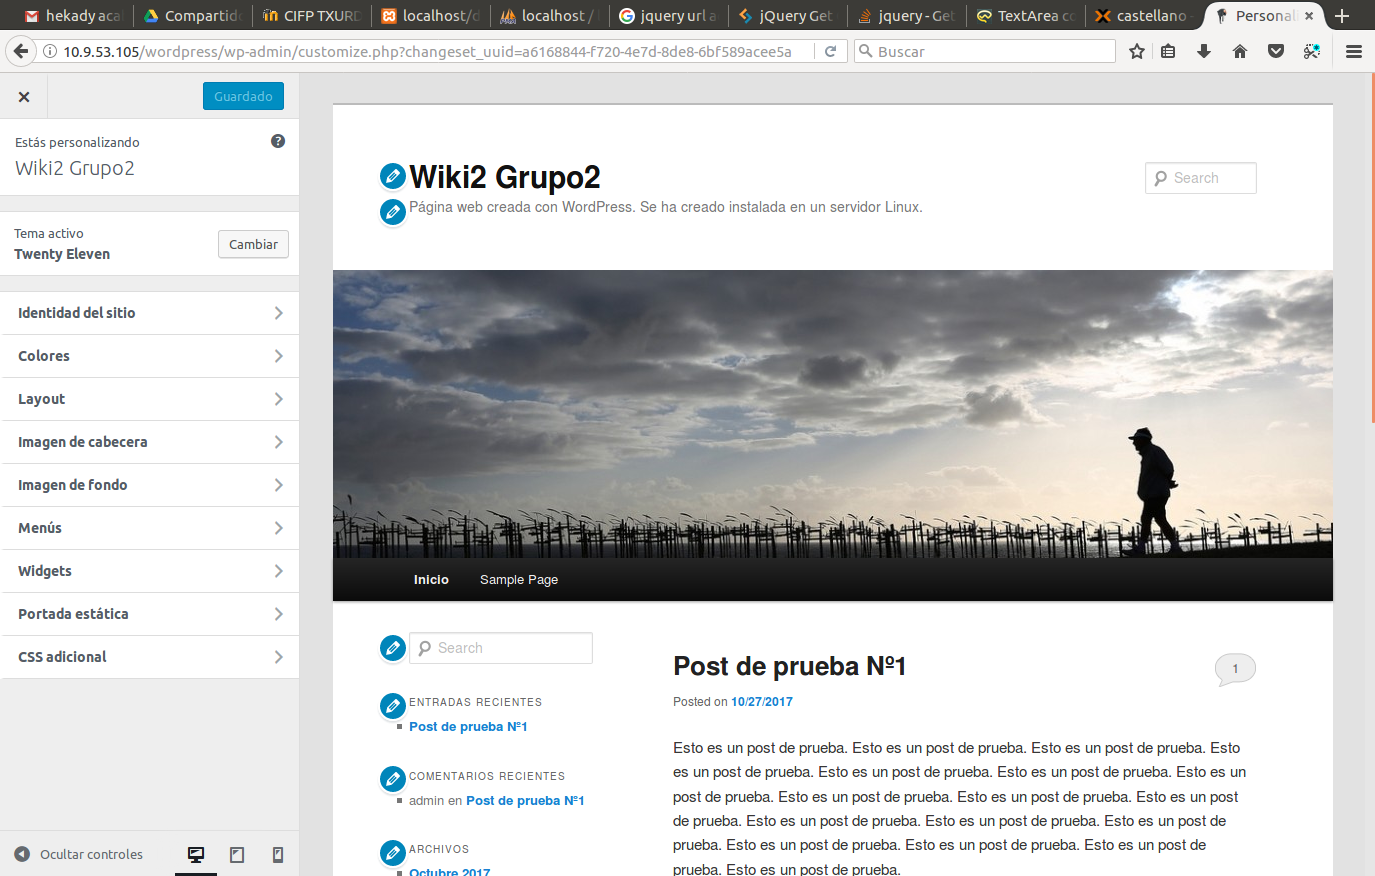 hekady aca
Compartido
CIFP TXURD
localhost/d
localhost /
jquery url a
jQuery Get
jquery - Get
TextArea co
castellano -
Personali
10.9.53.105/wordpress/wp-admin/customize.php?changeset_uuid=a6168844-f720-4e7d-8de8-6bf589acee5a
Buscar
Guardado
Estás personalizando
Wiki2 Grupo2
Tema activo
Twenty Eleven
Cambiar
Identidad del sitio
Colores
Layout
Imagen de cabecera
Imagen de fondo
Menús
Widgets
Portada estática
CSS adicional
Ocultar controles
Wiki2 Grupo2
Página web creada con WordPress. Se ha creado instalada en un servidor Linux.
Search
Inicio Sample Page
Search
ENTRADAS RECIENTES
Post de prueba Nº1
COMENTARIOS RECIENTES
admin en Post de prueba Nº1
ARCHIVOS
Octubre 2017
Post de prueba Nº1
1
Posted on 10/27/2017
Esto es un post de prueba. Esto es un post de prueba. Esto es un post de prueba. Esto
es un post de prueba. Esto es un post de prueba. Esto es un post de prueba. Esto es un
post de prueba. Esto es un post de prueba. Esto es un post de prueba. Esto es un post
de prueba. Esto es un post de prueba. Esto es un post de prueba. Esto es un post de
prueba. Esto es un post de prueba. Esto es un post de prueba. Esto es un post de
prueba. Esto es un post de prueba.